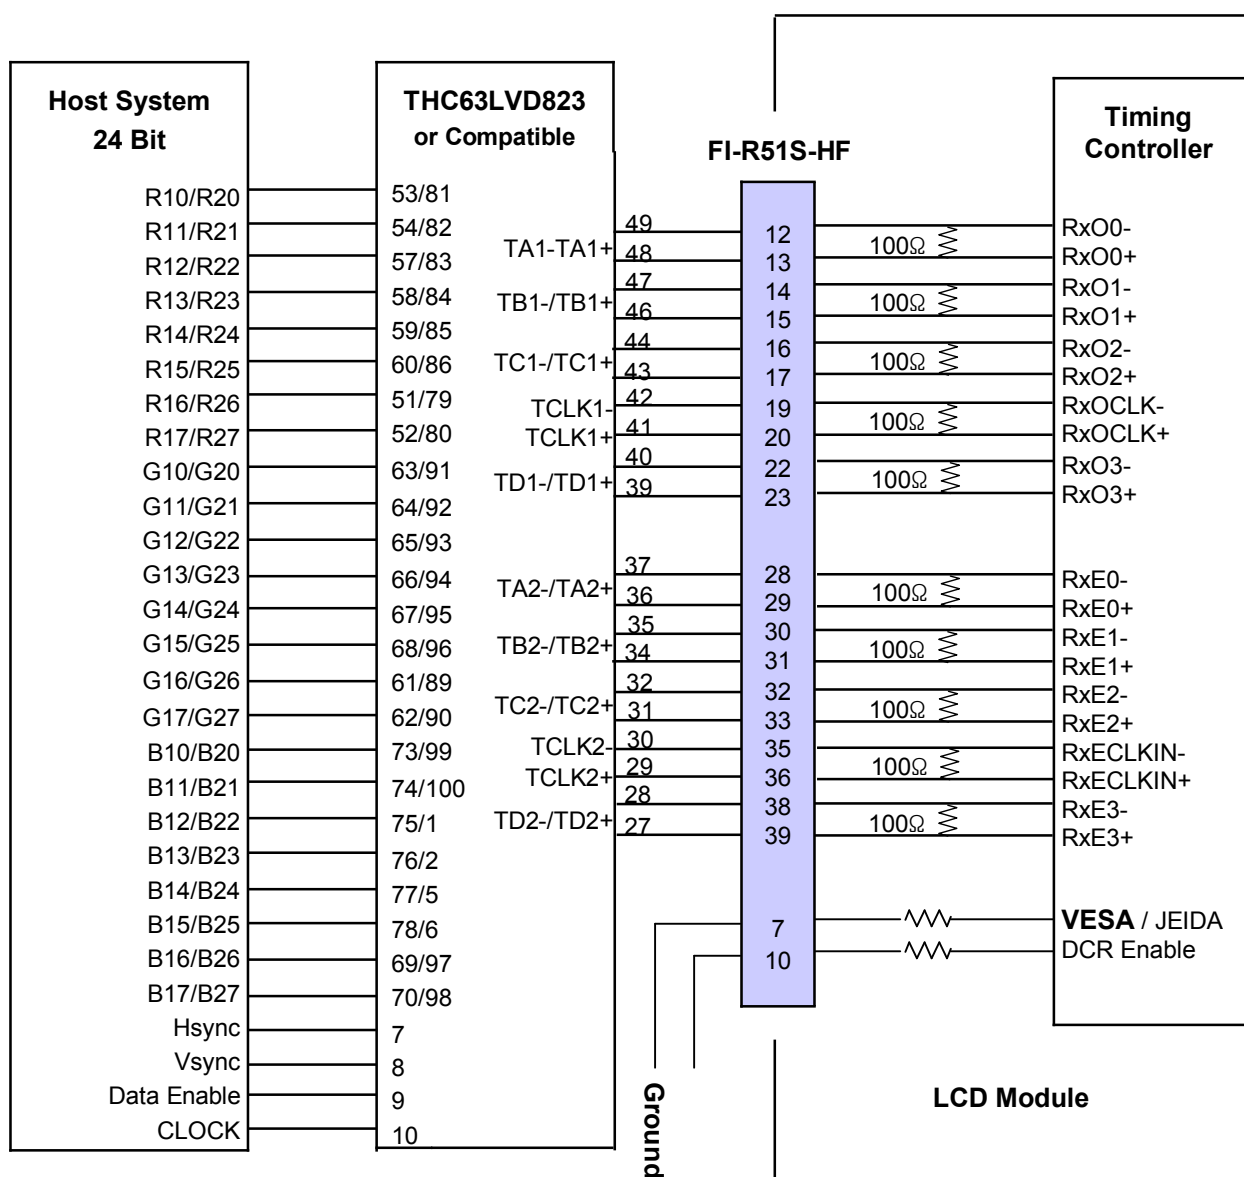 Host System
24 Bit
R10/R20
R11/R21
R12/R22
R13/R23
R14/R24
R15/R25
R16/R26
R17/R27
G10/G20
G11/G21
G12/G22
G13/G23
G14/G24
G15/G25
G16/G26
G17/G27
B10/B20
B11/B21
B12/B22
B13/B23
B14/B24
B15/B25
B16/B26
B17/B27
Hsync
Vsync
Data Enable
CLOCK
THC63LVD823
or Compatible
53/81
54/82
57/83
58/84
59/85
60/86
51/79
52/80
63/91
64/92
65/93
66/94
67/95
68/96
61/89
62/90
73/99
74/100
75/1
76/2
77/5
78/6
69/97
70/98
7
8
9
10
TA1-TA1+
TB1-/TB1+
TC1-/TC1+
TCLK1-
TCLK1+
TD1-/TD1+
TA2-/TA2+
TB2-/TB2+
TC2-/TC2+
TCLK2-
TCLK2+
TD2-/TD2+
49
48
47
46
44
43
42
41
40
39
37
36
35
34
32
31
30
29
28
27
FI-R51S-HF
12
13
14
15
16
17
19
20
22
23
28
29
30
31
32
33
35
36
38
39
7
10
100Ω
100Ω
100Ω
100Ω
100Ω
100Ω
100Ω
100Ω
100Ω
100Ω
Timing
Controller
RxO0-
RxO0+
RxO1-
RxO1+
RxO2-
RxO2+
RxOCLK-
RxOCLK+
RxO3-
RxO3+
RxE0-
RxE0+
RxE1-
RxE1+
RxE2-
RxE2+
RxECLKIN-
RxECLKIN+
RxE3-
RxE3+
VESA / JEIDA
DCR Enable
Ground
LCD Module